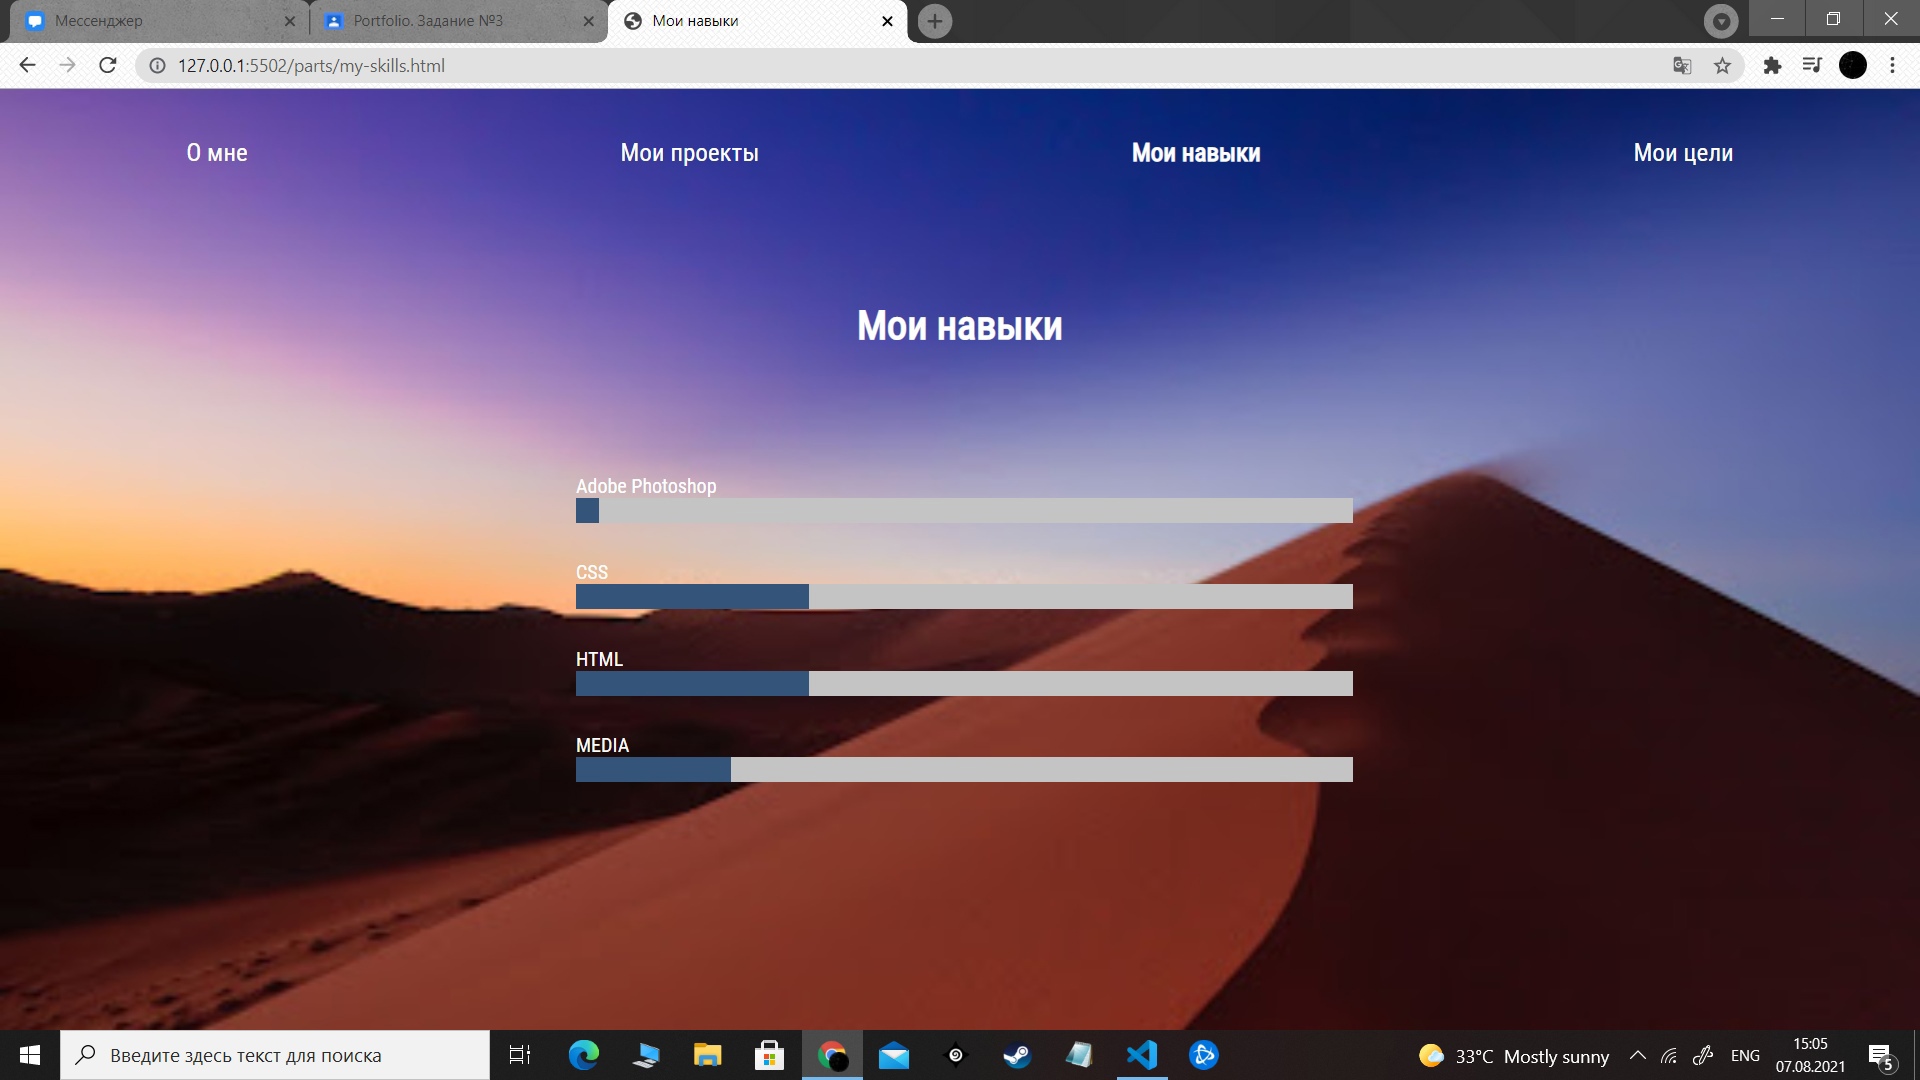 Мессенджер
Portfolio. Задание №3
Мои навыки
127.0.0.1:5502/parts/my-skills.html
О мне
Мои проекты
Мои навыки
Мои цели
Мои навыки
Adobe Photoshop
CSS
HTML
MEDIA
Введите здесь текст для поиска
33°C Mostly sunny
ENG
15:05
07.08.2021
5